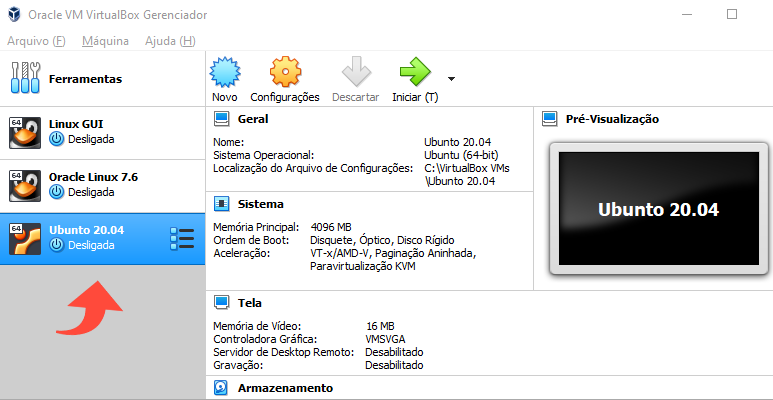 Oracle VM VirtualBox Gerenciador
Arquivo (F) Máquina Ajuda (H)
Ferramentas
Novo Configurações Descartar Iniciar (T)
64 Linux GUI
Desligada
64 Oracle Linux 7.6
Desligada
64 Ubunto 20.04
Desligada
Geral
Nome: Ubunto 20.04
Sistema Operacional: Ubuntu (64-bit)
Localização do Arquivo de Configurações: C:\VirtualBox VMs
\Ubunto 20.04
Sistema
Memória Principal: 4096 MB
Ordem de Boot: Disquete, Óptico, Disco Rígido
Aceleração: VT-x/AMD-V, Paginação Aninhada,
Paravirtualização KVM
Tela
Memória de Vídeo: 16 MB
Controladora Gráfica: VMSVGA
Servidor de Desktop Remoto: Desabilitado
Gravação: Desabilitado
Armazenamento
Pré-Visualização
Ubunto 20.04